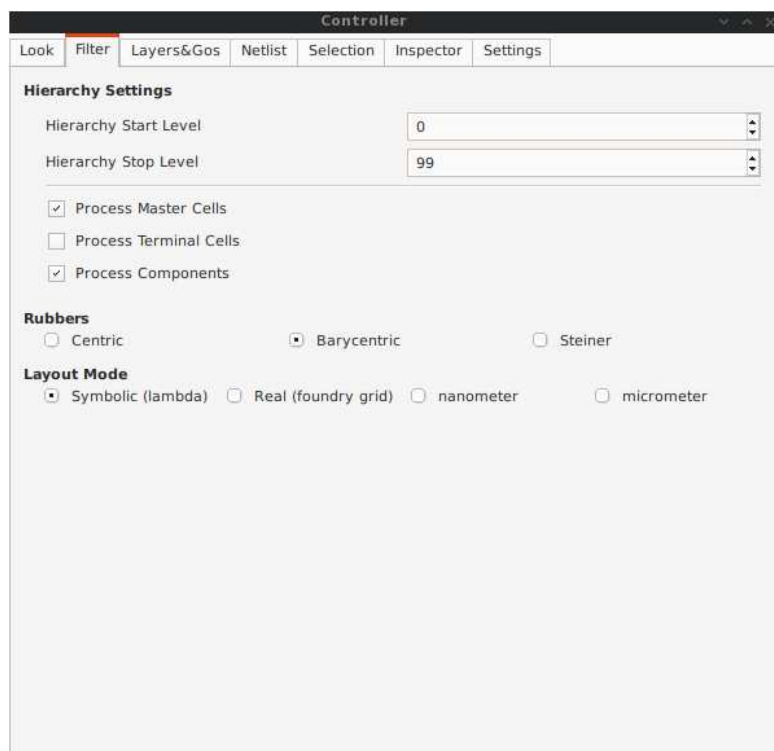 Controller
Look Filter Layers&Gos Netlist Selection Inspector Settings
Hierarchy Settings
Hierarchy Start Level 0
Hierarchy Stop Level 99
Process Master Cells
Process Terminal Cells
Process Components
Rubbers
Centric Barycentric Steiner
Layout Mode
Symbolic (lambda) Real (foundry grid) nanometer micrometer